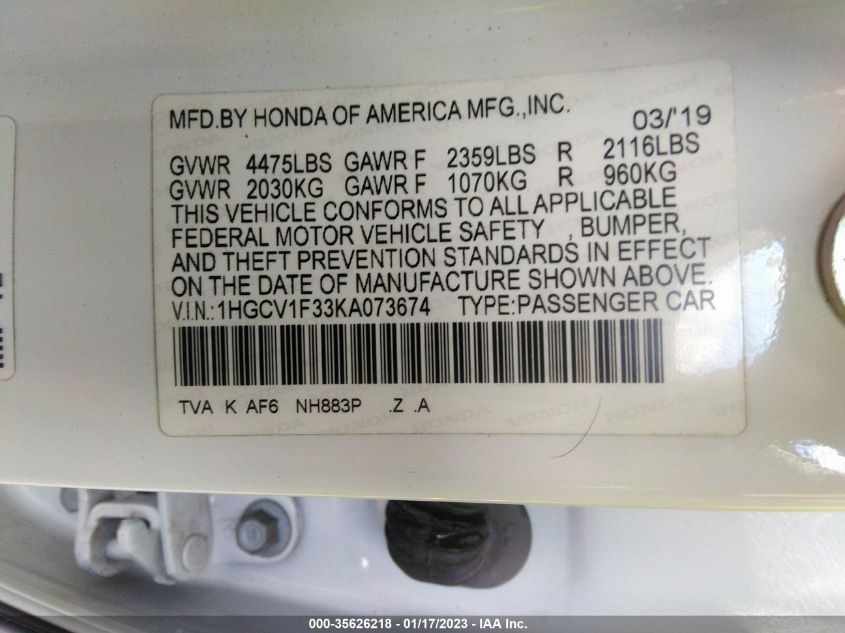 MFD.BY HONDA OF AMERICA MFG.,INC. 03/'19
GVWR 4475LBS GAWR F 2359LBS R 2116LBS
GVWR 2030KG GAWR F 1070KG R 960KG
THIS VEHICLE CONFORMS TO ALL APPLICABLE
FEDERAL MOTOR VEHICLE SAFETY , BUMPER,
AND THEFT PREVENTION STANDARDS IN EFFECT
ON THE DATE OF MANUFACTURE SHOWN ABOVE.
V.I.N.:1HGCV1F33KA073674 TYPE:PASSENGER CAR
TVA K AF6 NH883P .Z .A
000-35626218 - 01/17/2023 - IAA Inc.